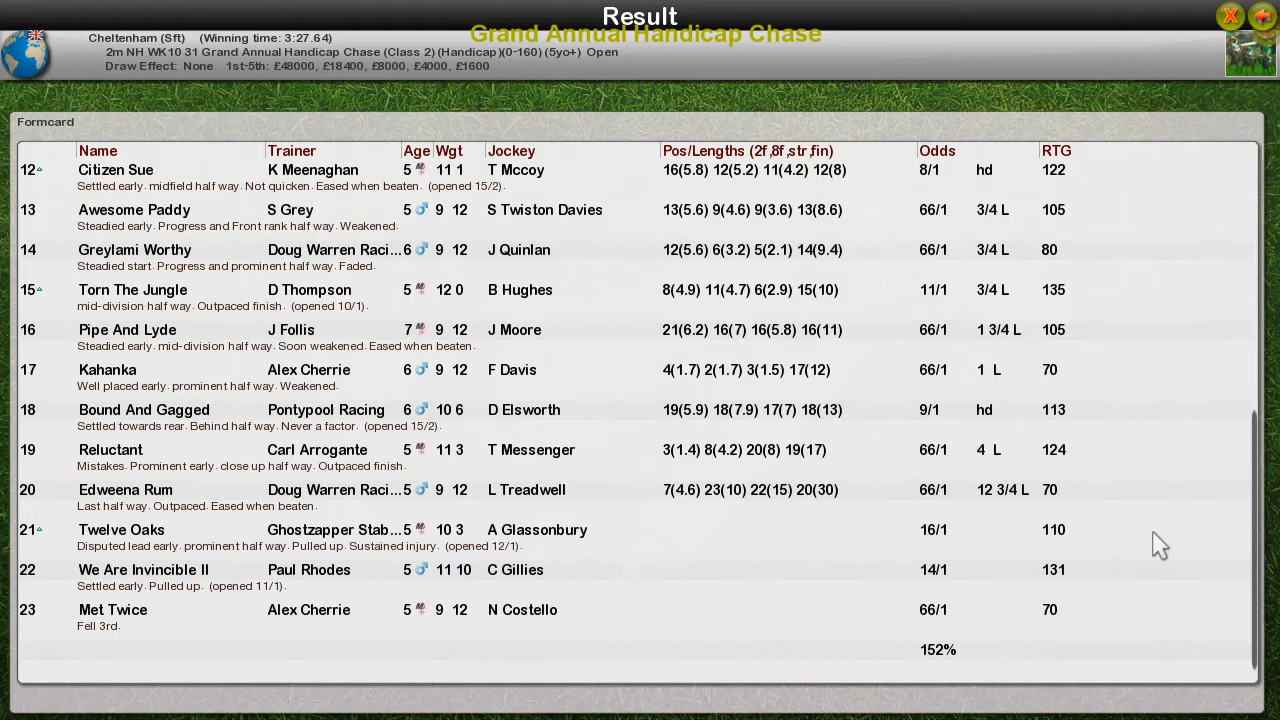 Result
Grand Annual Handicap Chase
Cheltenham (Sft) (Winning time: 3:27.64)
2m NH WK10 31 Grand Annual Handicap Chase (Class 2) (Handicap)(0-160) (5yo+) Open
Draw Effect: None 1st-5th: £48000, £18400, £8000, £4000, £1600
Formcard
Name Trainer Age Wgt Jockey Pos/Lengths (2f,8f,str,fin) Odds RTG
12 Citizen Sue K Meenaghan 5 11 1 T Mccoy 16(5.8) 12(5.2) 11(4.2) 12(8) 8/1 hd 122
Settled early. midfield half way. Not quicken. Eased when beaten. (opened 15/2).
13 Awesome Paddy S Grey 5 9 12 S Twiston Davies 13(5.6) 9(4.6) 9(3.6) 13(8.6) 66/1 3/4 L 105
Steadied early. Progress and Front rank half way. Weakened.
14 Greylami Worthy Doug Warren Raci... 6 9 12 J Quinlan 12(5.6) 6(3.2) 5(2.1) 14(9.4) 66/1 3/4 L 80
Steadied start. Progress and prominent half way. Faded.
15 Torn The Jungle D Thompson 5 12 0 B Hughes 8(4.9) 11(4.7) 6(2.9) 15(10) 11/1 3/4 L 135
mid-division half way. Outpaced finish. (opened 10/1).
16 Pipe And Lyde J Follis 7 9 12 J Moore 21(6.2) 16(7) 16(5.8) 16(11) 66/1 1 3/4 L 105
Steadied early. mid-division half way. Soon weakened. Eased when beaten.
17 Kahanka Alex Cherrie 6 9 12 F Davis 4(1.7) 2(1.7) 3(1.5) 17(12) 66/1 1 L 70
Well placed early. prominent half way. Weakened.
18 Bound And Gagged Pontypool Racing 6 10 6 D Elsworth 19(5.9) 18(7.9) 17(7) 18(13) 9/1 hd 113
Settled towards rear. Behind half way. Never a factor. (opened 15/2).
19 Reluctant Carl Arrogante 5 11 3 T Messenger 3(1.4) 8(4.2) 20(8) 19(17) 66/1 4 L 124
Mistakes. Prominent early. close up half way. Outpaced finish.
20 Edweena Rum Doug Warren Raci... 5 9 12 L Treadwell 7(4.6) 23(10) 22(15) 20(30) 66/1 12 3/4 L 70
Last half way. Outpaced. Eased when beaten.
21 Twelve Oaks Ghostzapper Stab... 5 10 3 A Glassonbury 16/1 110
Disputed lead early. prominent half way. Pulled up. Sustained injury. (opened 12/1).
22 We Are Invincible II Paul Rhodes 5 11 10 C Gillies 14/1 131
Settled early. Pulled up. (opened 11/1).
23 Met Twice Alex Cherrie 5 9 12 N Costello 66/1 70
Fell 3rd.
152%